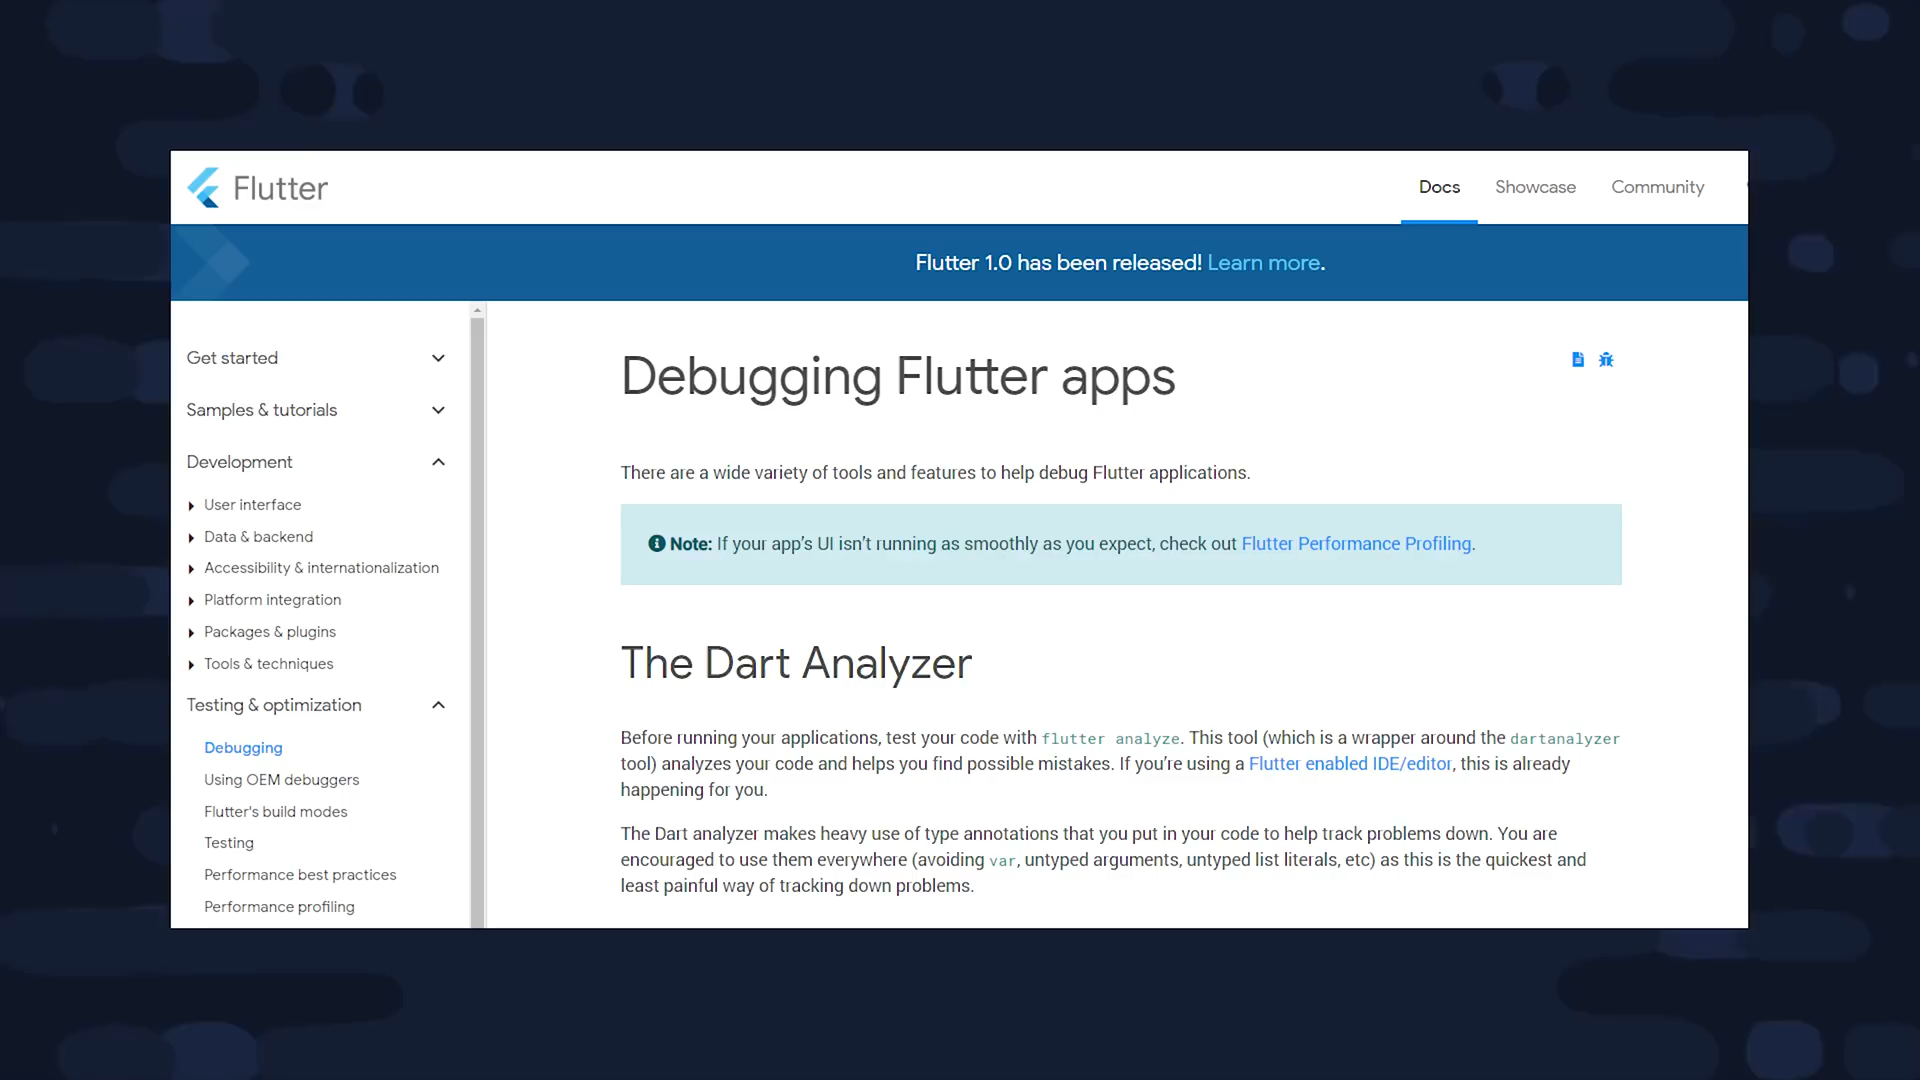 Flutter
Docs Showcase Community
Flutter 1.0 has been released! Learn more.
Get started
Samples & tutorials
Development
User interface
Data & backend
Accessibility & internationalization
Platform integration
Packages & plugins
Tools & techniques
Testing & optimization
Debugging
Using OEM debuggers
Flutter's build modes
Testing
Performance best practices
Performance profiling
Debugging Flutter apps
There are a wide variety of tools and features to help debug Flutter applications.
Note: If your app's UI isn't running as smoothly as you expect, check out Flutter Performance Profiling.
The Dart Analyzer
Before running your applications, test your code with flutter analyze. This tool (which is a wrapper around the dartanalyzer
tool) analyzes your code and helps you find possible mistakes. If you're using a Flutter enabled IDE/editor, this is already
happening for you.
The Dart analyzer makes heavy use of type annotations that you put in your code to help track problems down. You are
encouraged to use them everywhere (avoiding var, untyped arguments, untyped list literals, etc) as this is the quickest and
least painful way of tracking down problems.